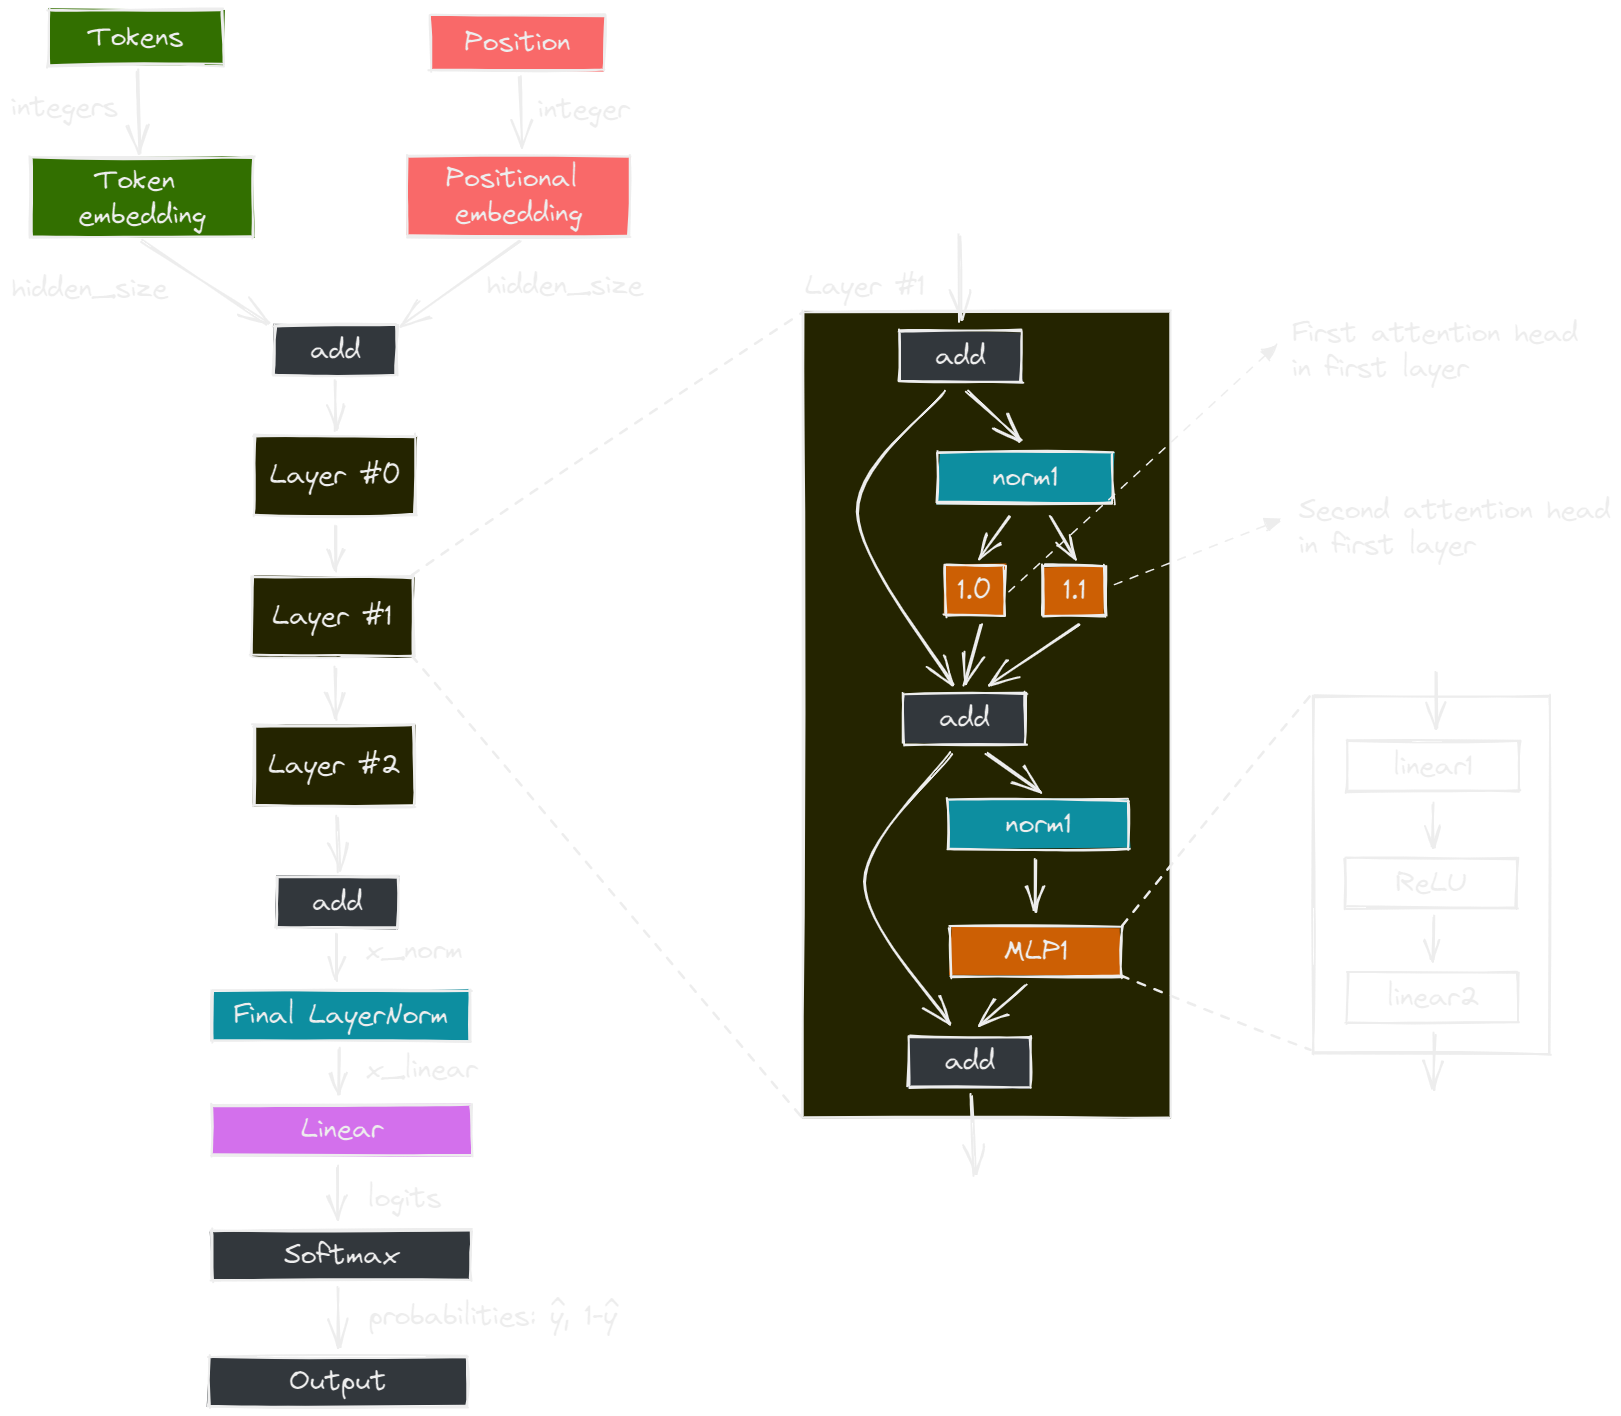 Tokens
Position
integers
integer
Token
embedding
Positional
embedding
hidden_size
hidden_size
add
Layer #0
Layer #1
Layer #2
add
x_norm
Final LayerNorm
x_linear
Linear
logits
Softmax
probabilities: ŷ, 1-ŷ
Output
Layer #1
add
norm1
1.0
1.1
add
norm1
MLP1
add
First attention head
in first layer
Second attention head
in first layer
linear1
ReLU
linear2